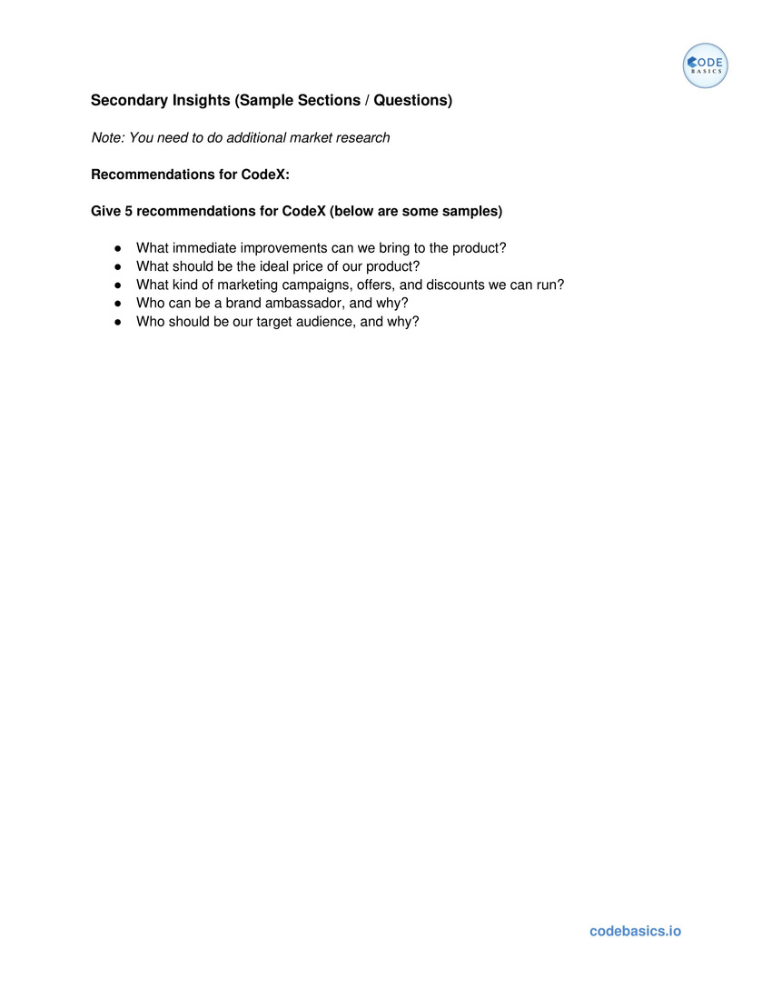 CODE
BASICS
Secondary Insights (Sample Sections / Questions)
Note: You need to do additional market research
Recommendations for CodeX:
Give 5 recommendations for CodeX (below are some samples)
● What immediate improvements can we bring to the product?
● What should be the ideal price of our product?
● What kind of marketing campaigns, offers, and discounts we can run?
● Who can be a brand ambassador, and why?
● Who should be our target audience, and why?
codebasics.io